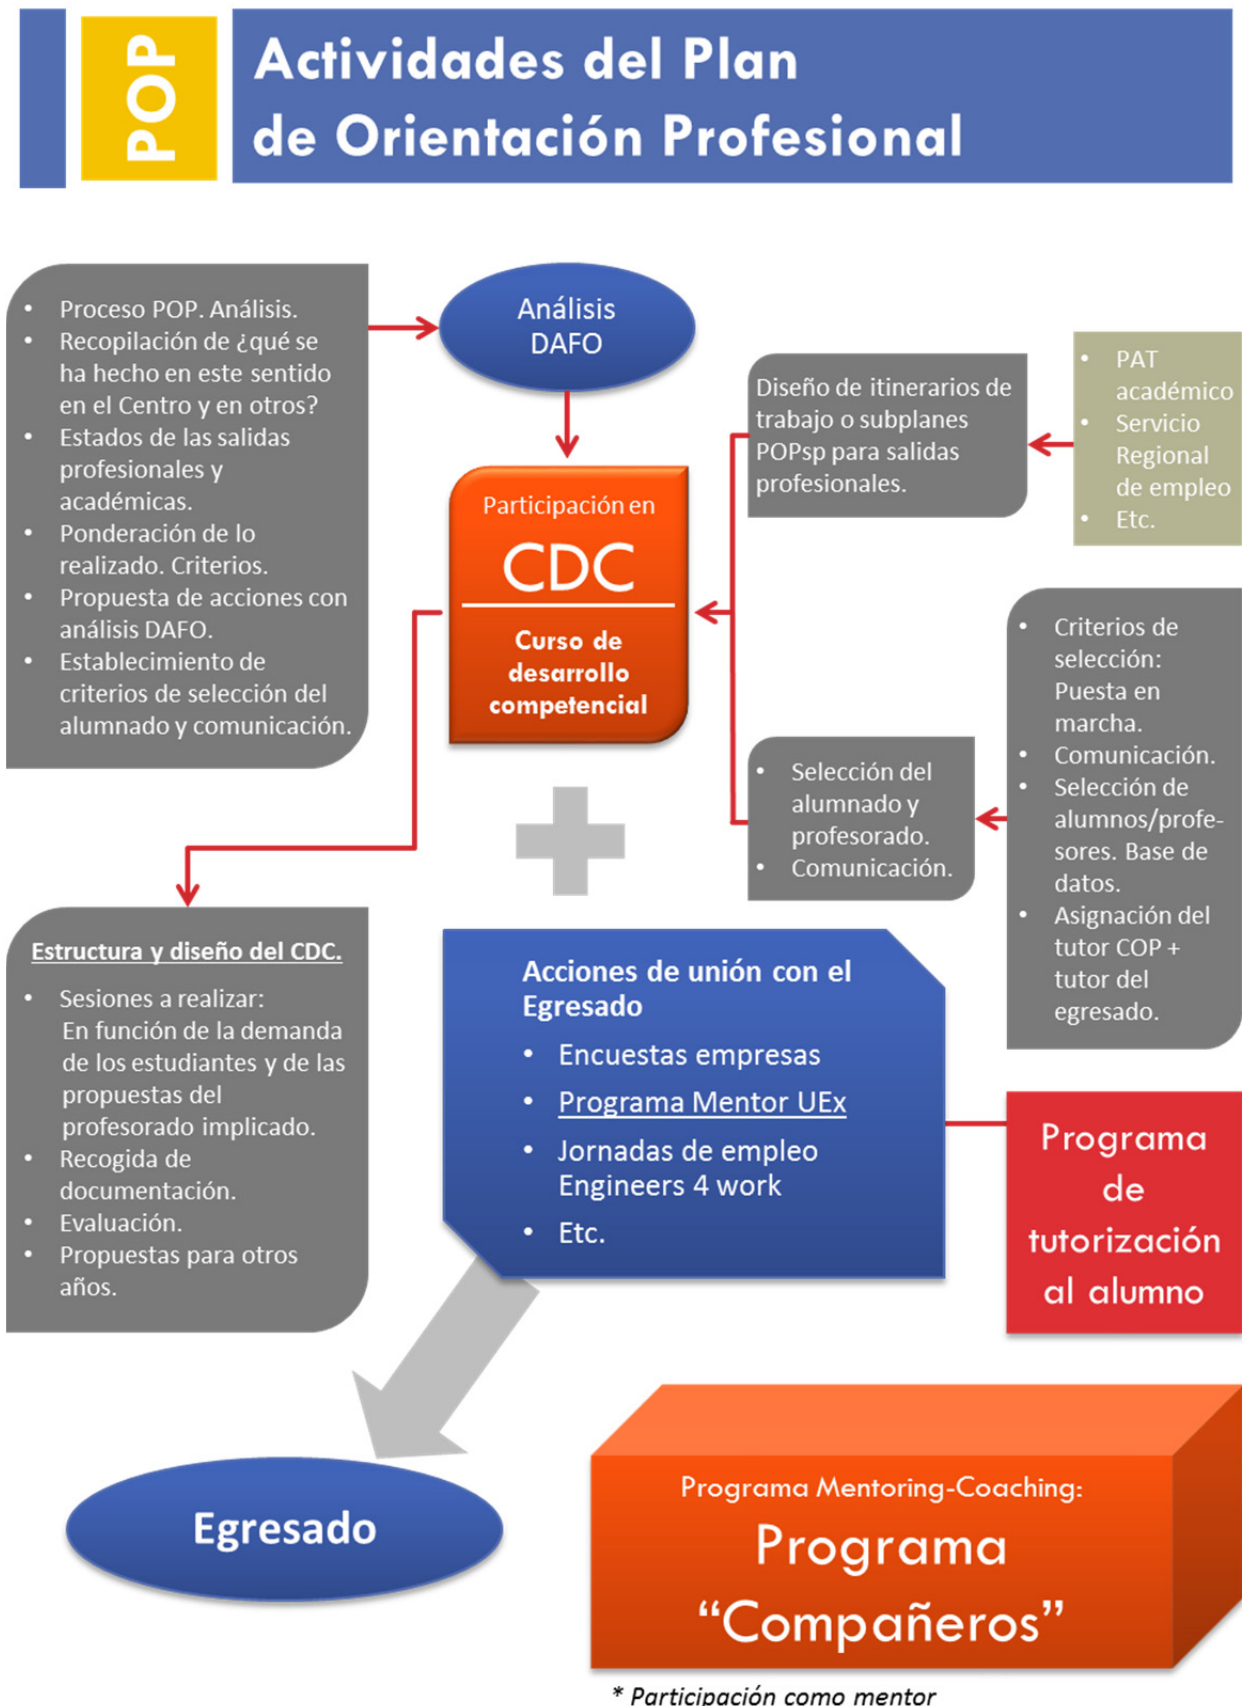 POP
Actividades del Plan
de Orientación Profesional
• Proceso POP. Análisis.
• Recopilación de ¿qué se
ha hecho en este sentido
en el Centro y en otros?
• Estados de las salidas
profesionales y
académicas.
• Ponderación de lo
realizado. Criterios.
• Propuesta de acciones con
análisis DAFO.
• Establecimiento de
criterios de selección del
alumnado y comunicación.
Análisis
DAFO
Participación en
CDC
Curso de
desarrollo
competencial
Diseño de itinerarios de
trabajo o subplanes
POPsp para salidas
profesionales.
• PAT
académico
• Servicio
Regional
de empleo
• Etc.
• Selección del
alumnado y
profesorado.
• Comunicación.
• Criterios de
selección:
Puesta en
marcha.
• Comunicación.
• Selección de
alumnos/profe-
sores. Base de
datos.
• Asignación del
tutor COP +
tutor del
egresado.
Estructura y diseño del CDC.
• Sesiones a realizar:
En función de la demanda
de los estudiantes y de las
propuestas del
profesorado implicado.
• Recogida de
documentación.
• Evaluación.
• Propuestas para otros
años.
Acciones de unión con el
Egresado
• Encuestas empresas
• Programa Mentor UEx
• Jornadas de empleo
Engineers 4 work
• Etc.
Programa
de
tutorización
al alumno
Egresado
Programa Mentoring-Coaching:
Programa
“Compañeros”
* Participación como mentor